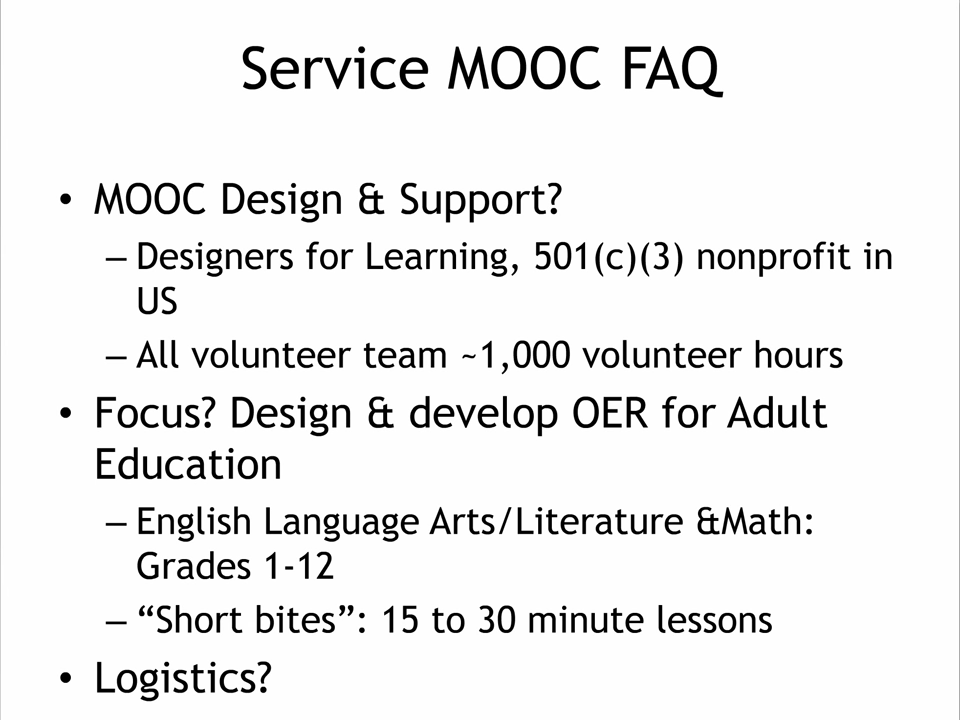 Service MOOC FAQ
• MOOC Design & Support?
– Designers for Learning, 501(c)(3) nonprofit in
US
– All volunteer team ~1,000 volunteer hours
• Focus? Design & develop OER for Adult
Education
– English Language Arts/Literature &Math:
Grades 1-12
– “Short bites”: 15 to 30 minute lessons
• Logistics?